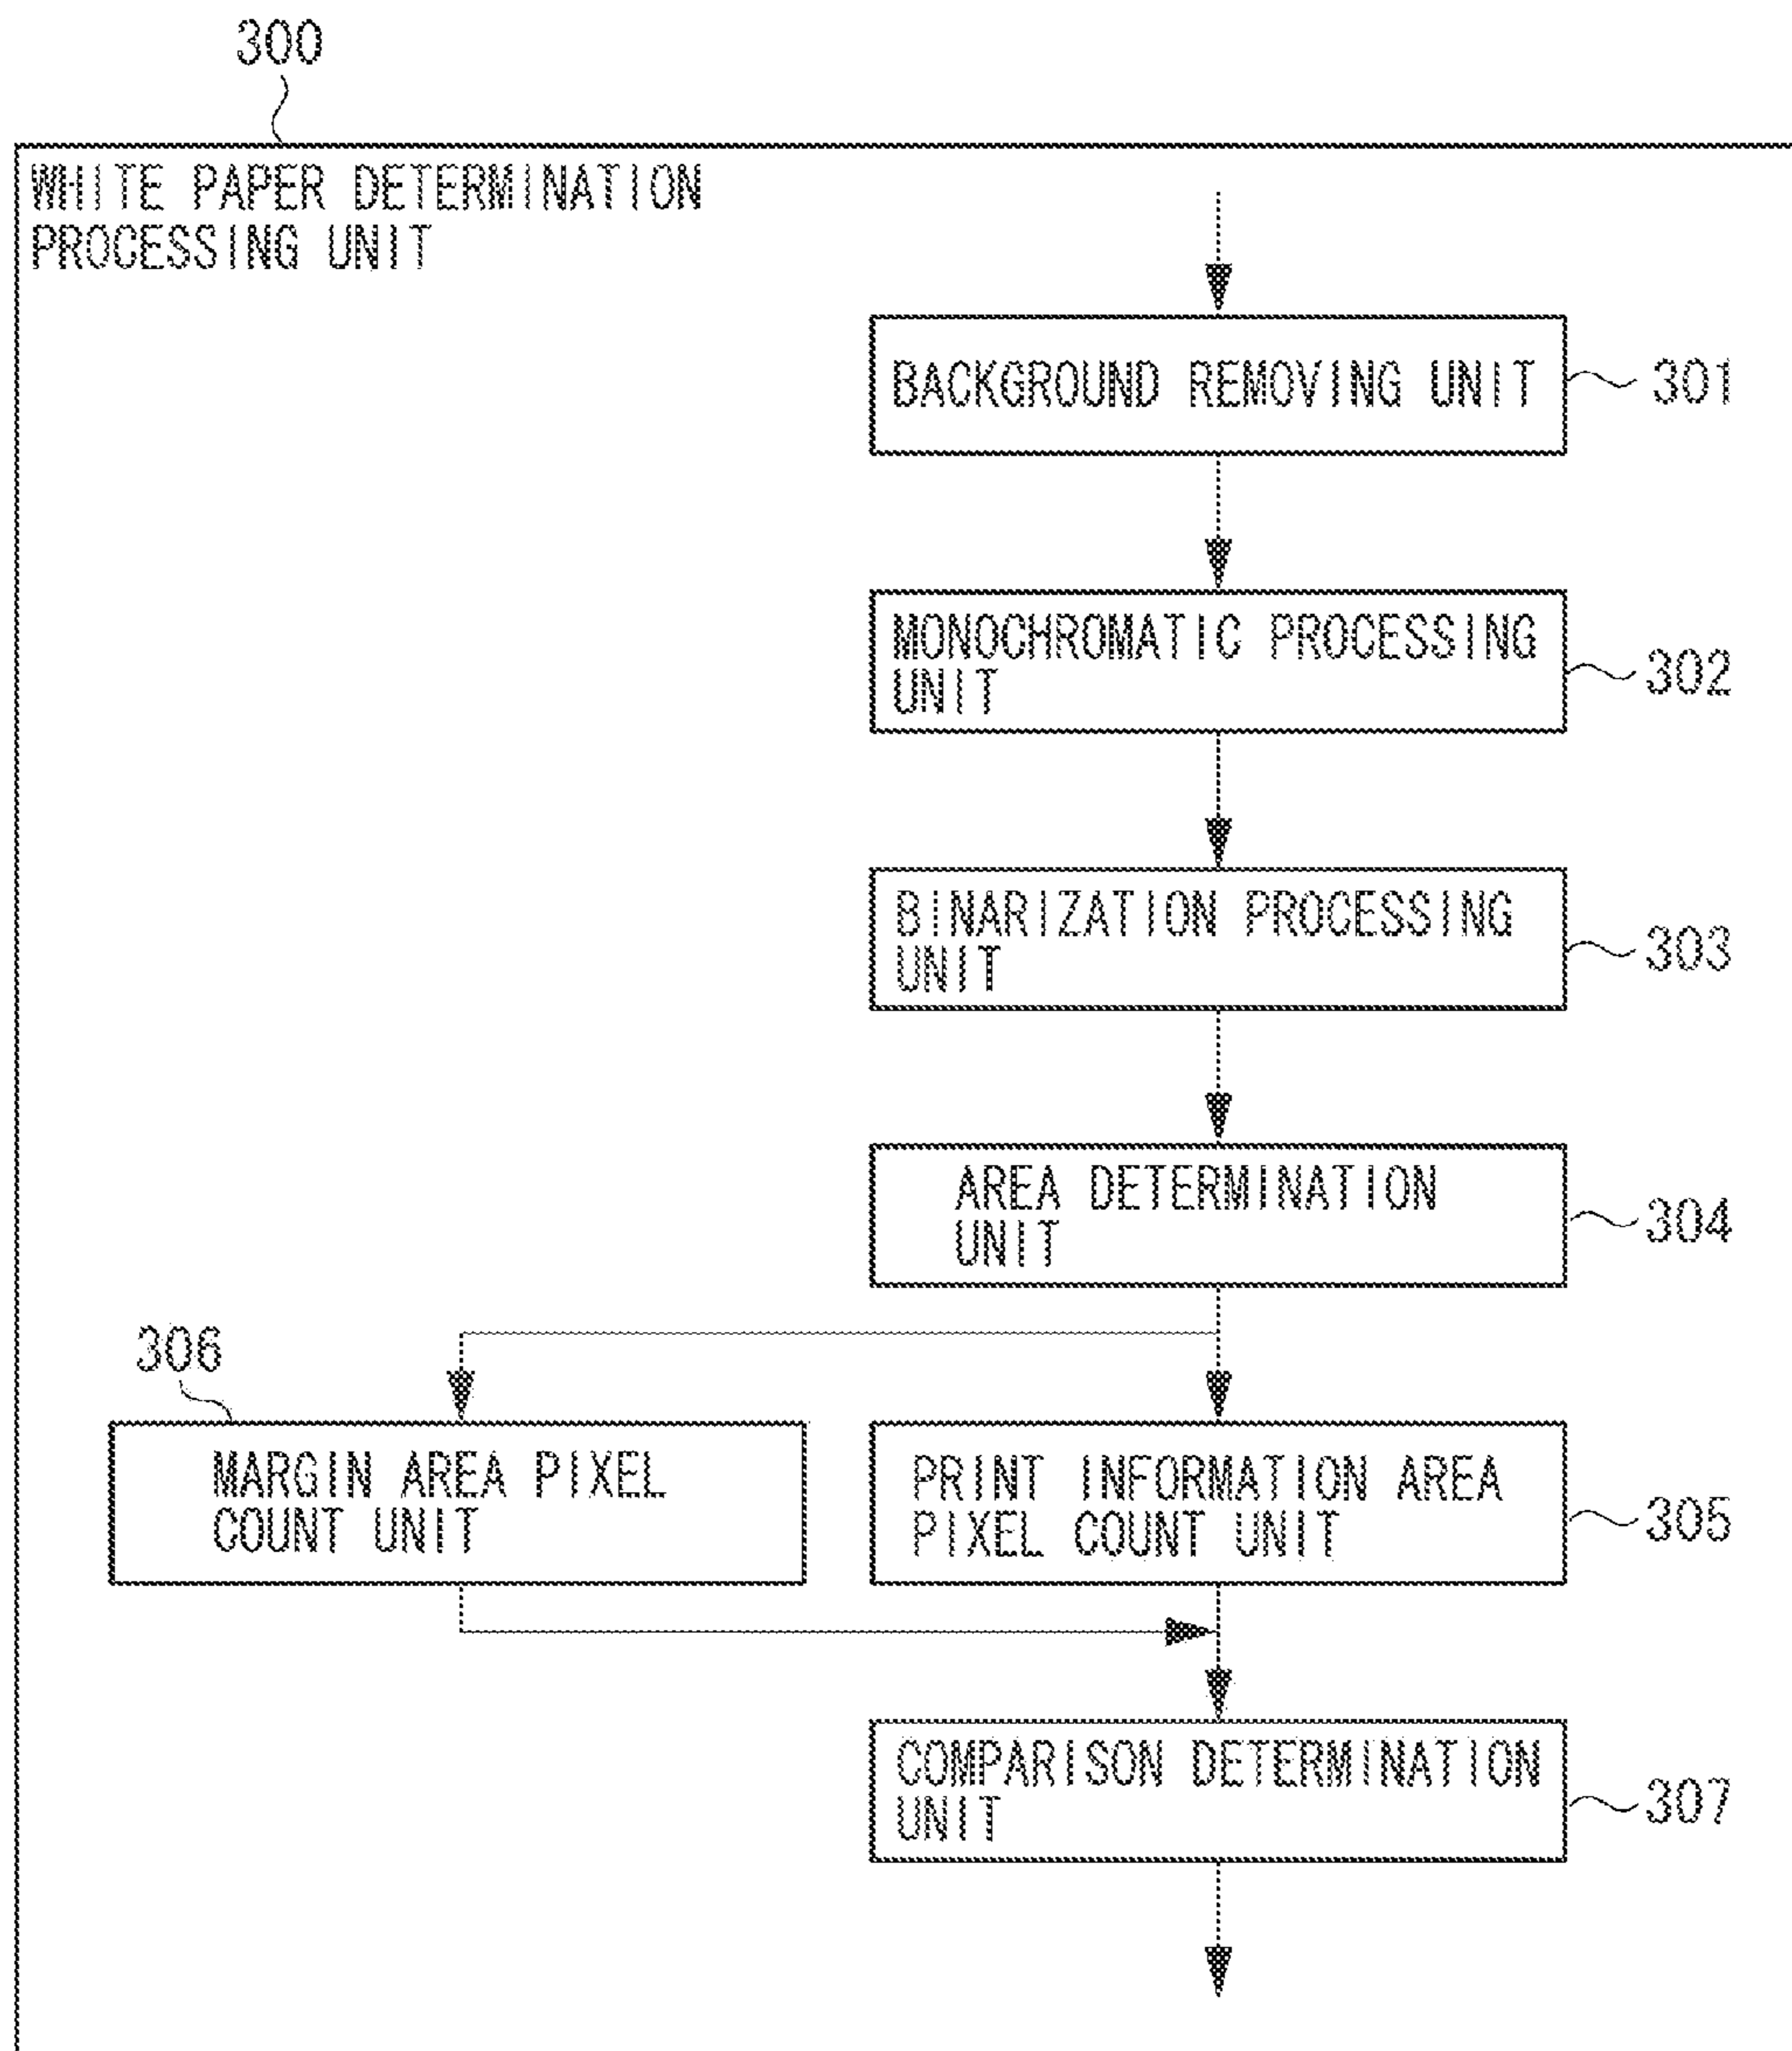 300
WHITE PAPER DETERMINATION
PROCESSING UNIT
BACKGROUND REMOVING UNIT
301
MONOCHROMATIC PROCESSING
UNIT
302
BINARIZATION PROCESSING
UNIT
303
AREA DETERMINATION
UNIT
304
306
MARGIN AREA PIXEL
COUNT UNIT
PRINT INFORMATION AREA
PIXEL COUNT UNIT
305
COMPARISON DETERMINATION
UNIT
307